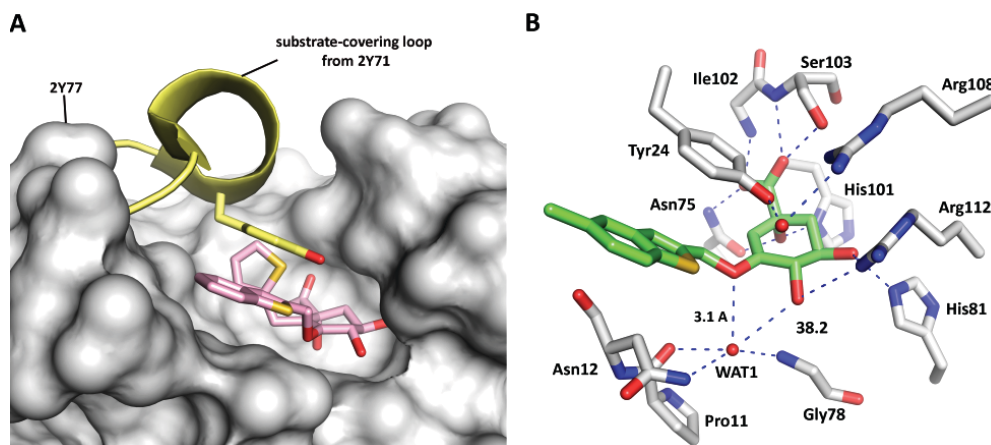 A
substrate-covering loop
from 2Y71
2Y77
B
Ile102
Ser103
Arg108
Tyr24
Asn75
His101
Arg112
3.1 A
38.2
His81
WAT1
Asn12
Gly78
Pro11